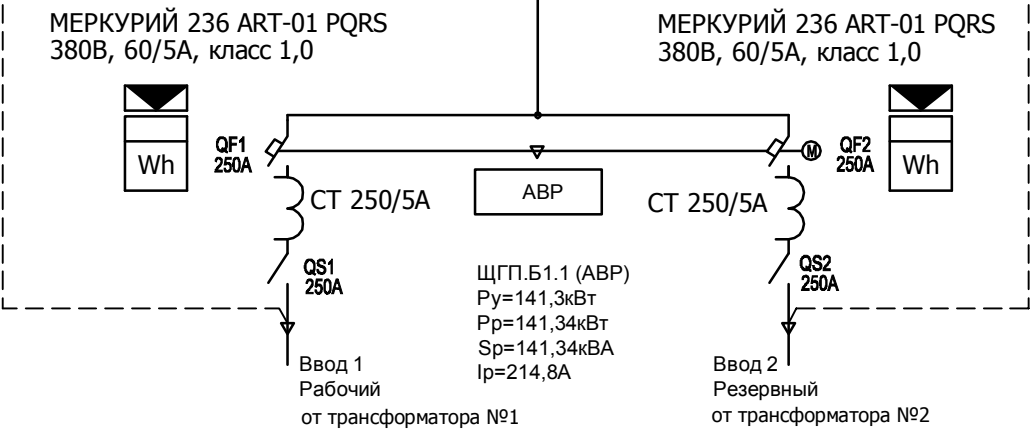 МЕРКУРИЙ 236 ART-01 PQRS
380В, 60/5А, класс 1,0
МЕРКУРИЙ 236 ART-01 PQRS
380В, 60/5А, класс 1,0
Wh
QF1
250A
СТ 250/5А
АВР
СТ 250/5А
M
QF2
250A
Wh
QS1
250A
ЩГП.Б1.1 (АВР)
Ру=141,3кВт
Рр=141,34кВт
Sp=141,34кВА
Ip=214,8А
QS2
250A
Ввод 1
Рабочий
от трансформатора №1
Ввод 2
Резервный
от трансформатора №2